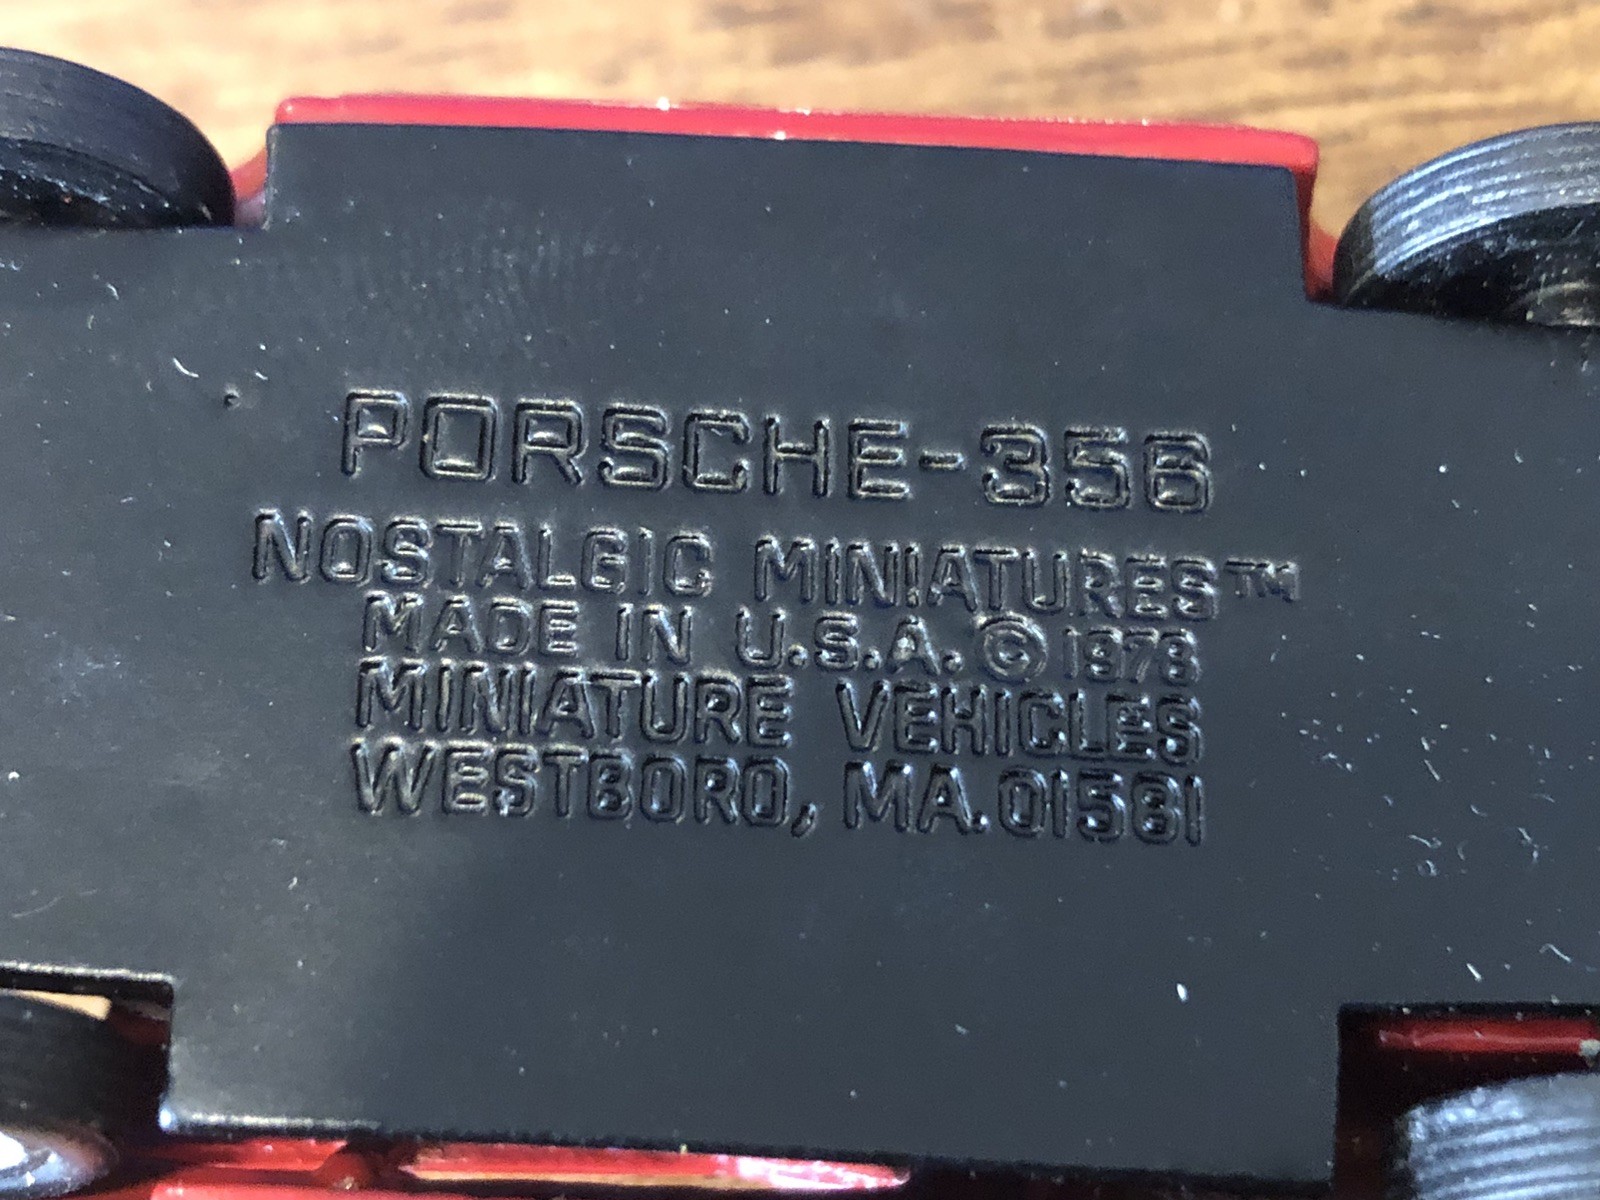 PORSCHE-356
NOSTALGIC MINIATURES™
MADE IN U.S.A. © 1978
MINIATURE VEHICLES
WESTBORO, MA. 01581